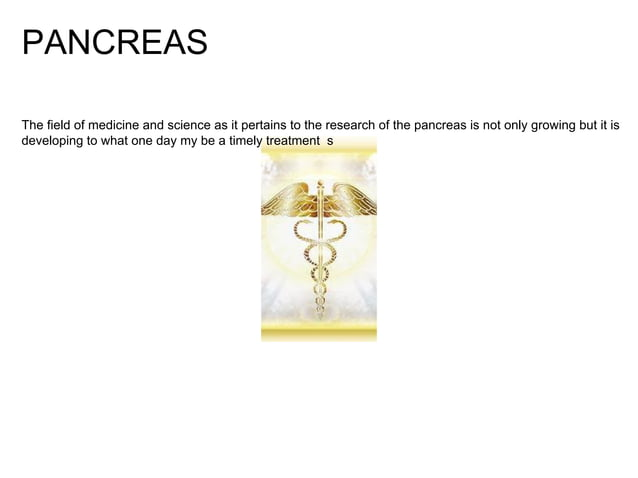 PANCREAS
The field of medicine and science as it pertains to the research of the pancreas is not only growing but it is
developing to what one day my be a timely treatment  s